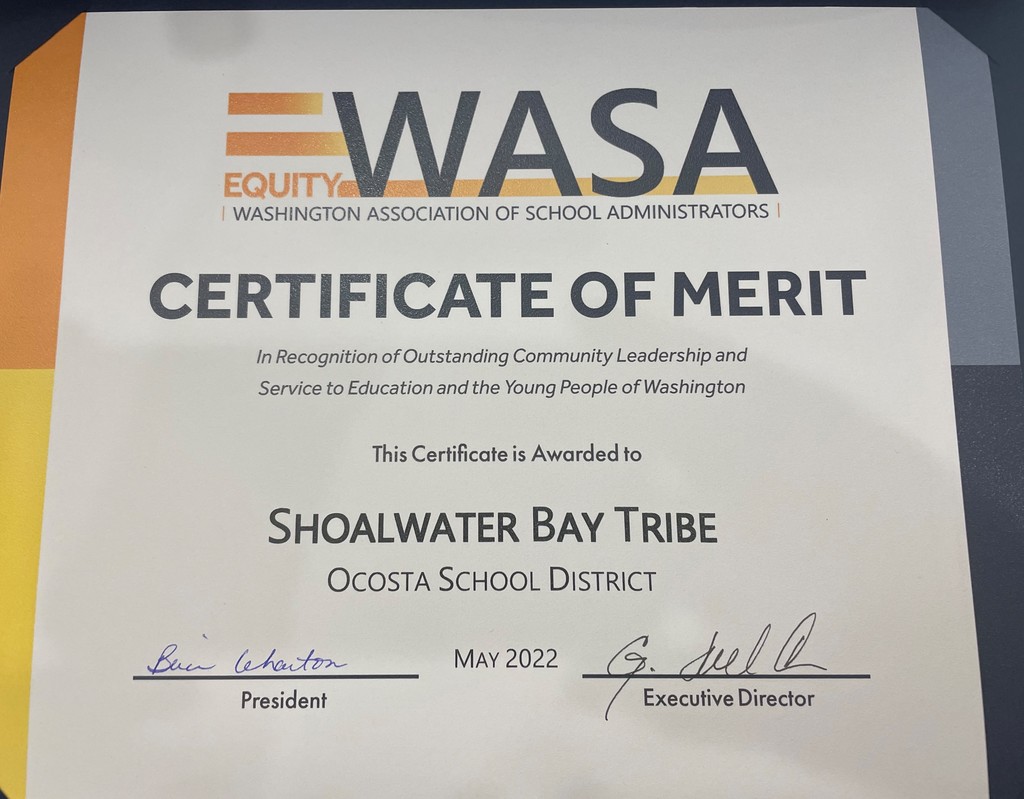 WASA
EQUITY
| WASHINGTON ASSOCIATION OF SCHOOL ADMINISTRATORS |
CERTIFICATE OF MERIT
In Recognition of Outstanding Community Leadership and
Service to Education and the Young People of Washington
This Certificate is Awarded to
SHOALWATER BAY TRIBE
OCOSTA SCHOOL DISTRICT
Wharton MAY 2022
President Executive Director